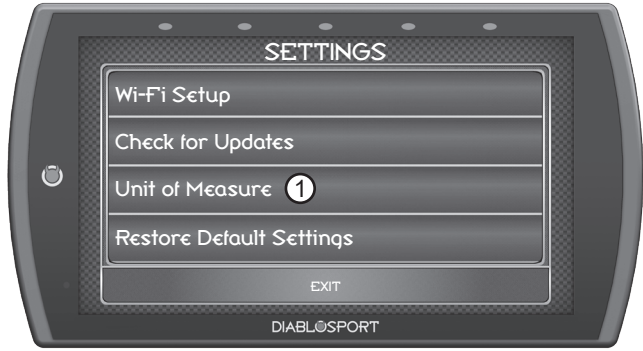 SETTINGS
Wi-Fi Setup
Check for Updates
Unit of Measure 1
Restore Default Settings
EXIT
DIABLOSPORT